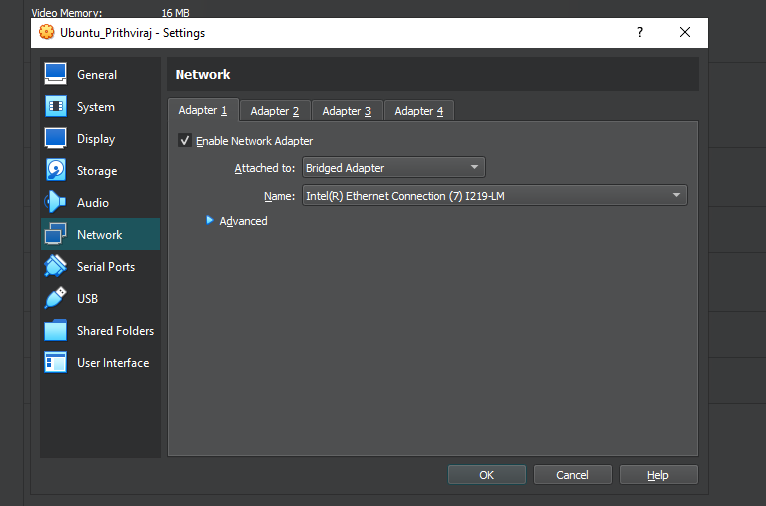 Video Memory: 16 MB
Ubuntu_Prithviraj - Settings ?
General
System
Display
Storage
Audio
Network
Serial Ports
USB
Shared Folders
User Interface
Network
Adapter 1 Adapter 2 Adapter 3 Adapter 4
Enable Network Adapter
Attached to: Bridged Adapter
Name: Intel(R) Ethernet Connection (7) I219-LM
Advanced
OK Cancel Help